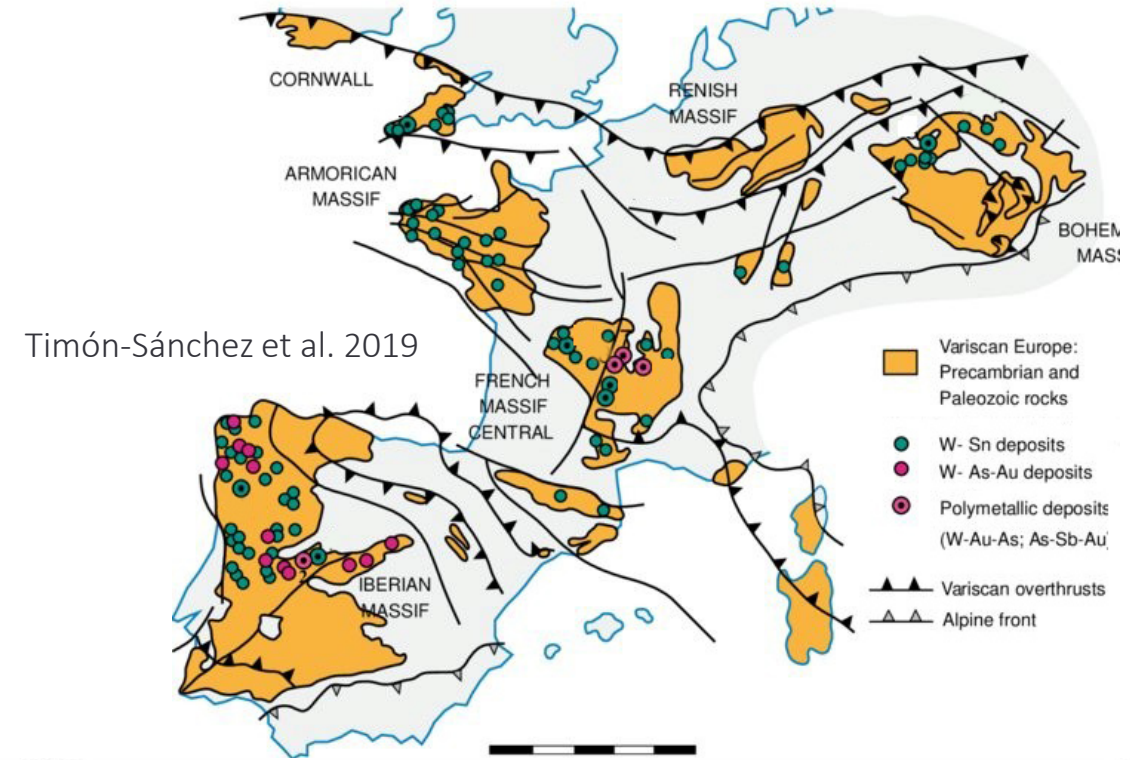 CORNWALL
RENISH
MASSIF
ARMORICAN
MASSIF
BOHEM
MASS
Timón-Sánchez et al. 2019
FRENCH
MASSIF
CENTRAL
IBERIAN
MASSIF
Variscan Europe:
Precambrian and
Paleozoic rocks
W- Sn deposits
W- As-Au deposits
Polymetallic deposits
(W-Au-As; As-Sb-Au)
Variscan overthrusts
Alpine front
?